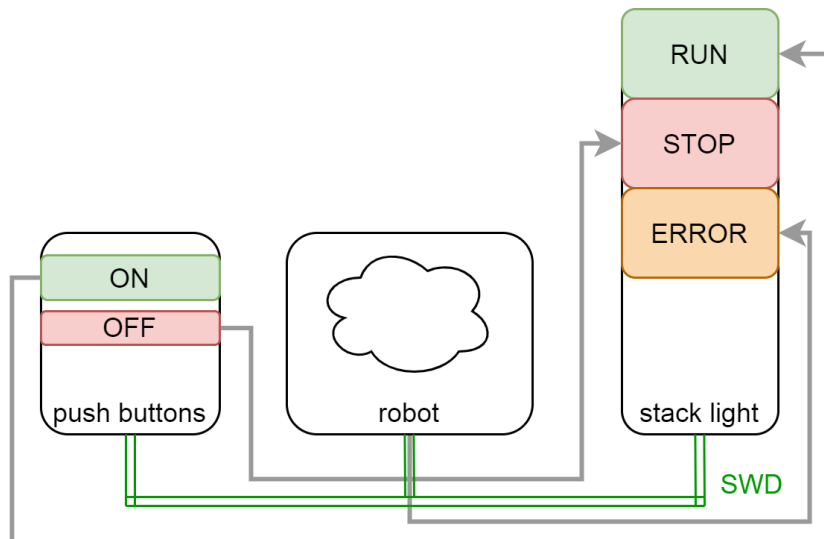 RUN
STOP
ERROR
ON
OFF
push buttons
robot
stack light
SWD